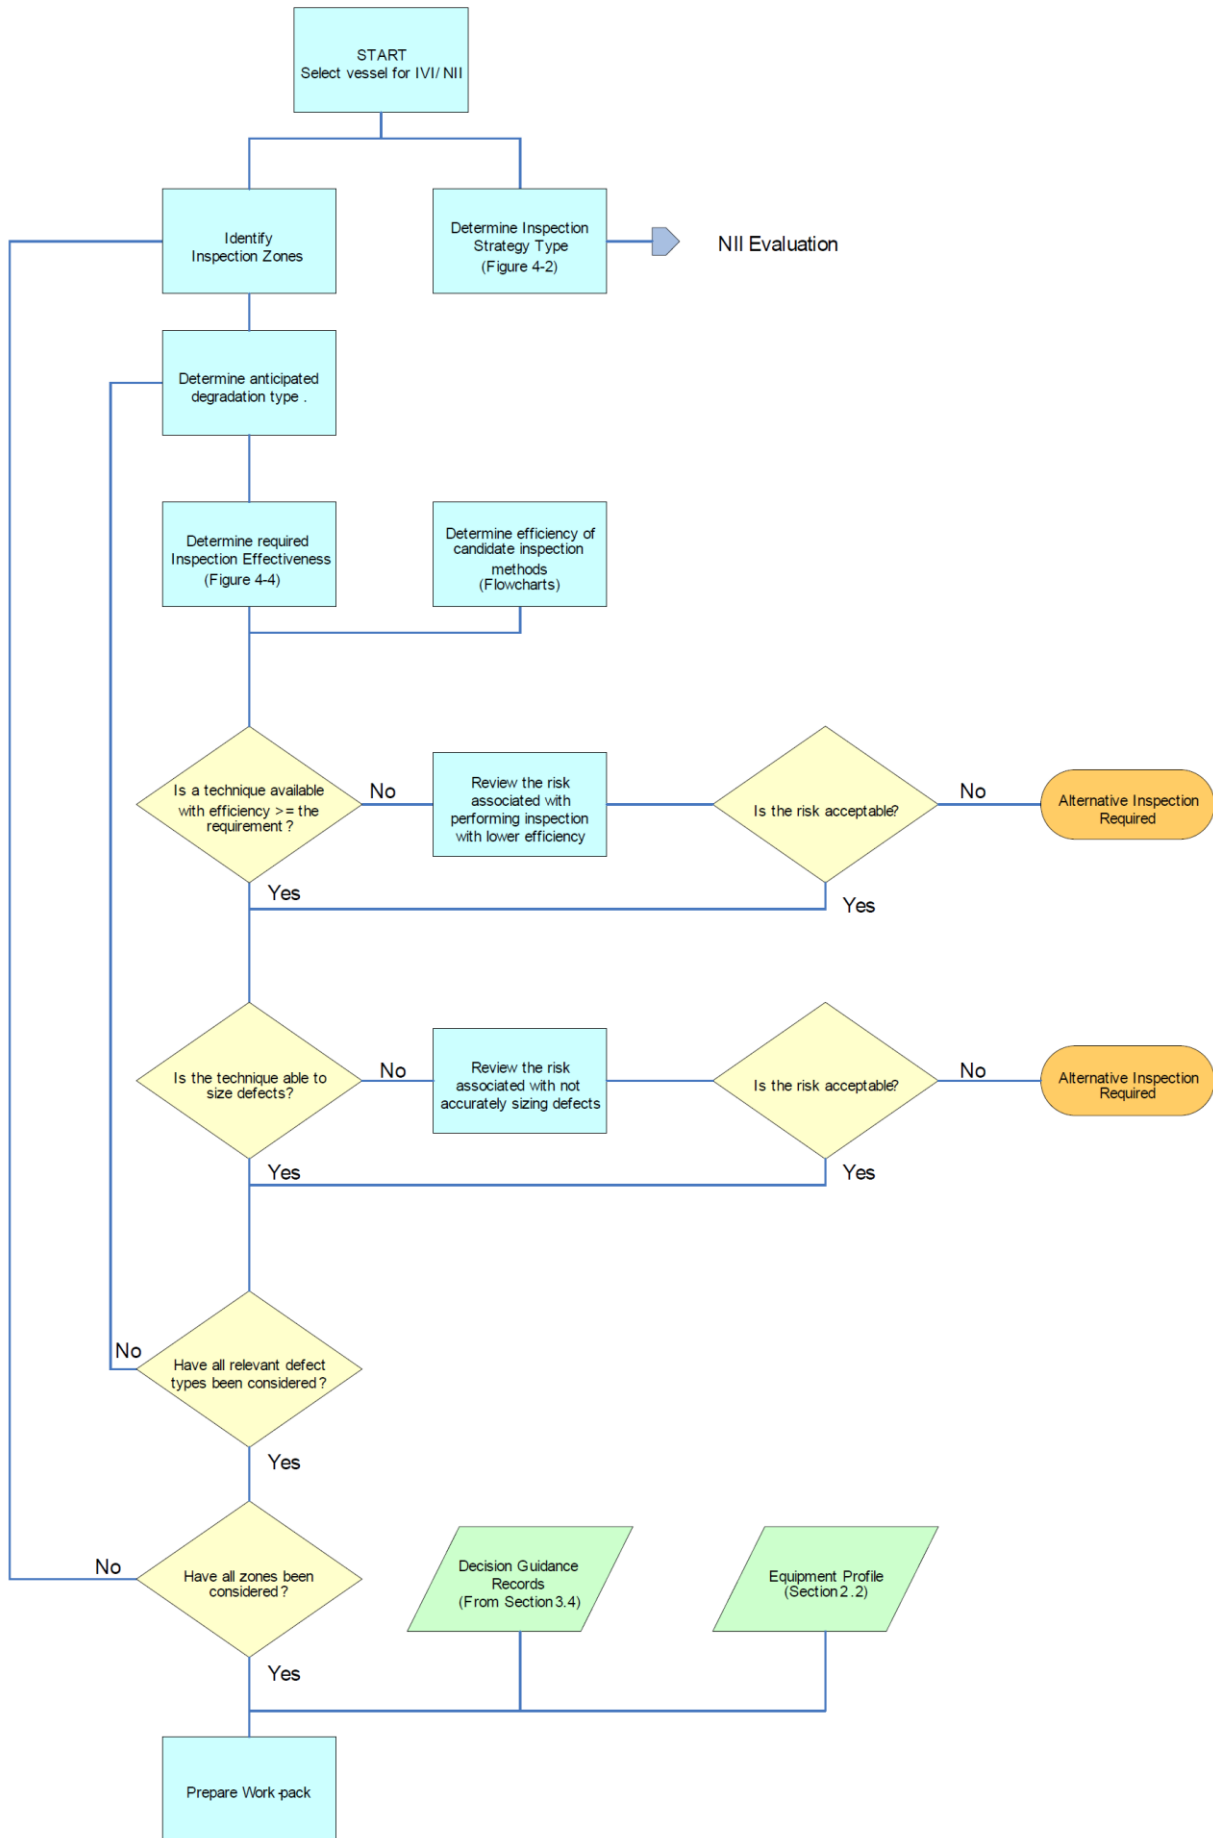 START
Select vessel for IVI/ NII
Identify
Inspection Zones
Determine Inspection
Strategy Type
(Figure 4-2)
NII Evaluation
Determine anticipated
degradation type .
Determine required
Inspection Effectiveness
(Figure 4-4)
Determine efficiency of
candidate inspection
methods
(Flowcharts)
Is a technique available
with efficiency >= the
requirement ?
No
Review the risk
associated with
performing inspection
with lower efficiency
Is the risk acceptable?
No
Alternative Inspection
Required
Yes
Yes
Is the technique able to
size defects?
No
Review the risk
associated with not
accurately sizing defects
Is the risk acceptable?
No
Alternative Inspection
Required
Yes
Yes
No
Have all relevant defect
types been considered ?
Yes
No
Have all zones been
considered ?
Decision Guidance
Records
(From Section 3.4)
Equipment Profile
(Section 2.2)
Yes
Prepare Work-pack